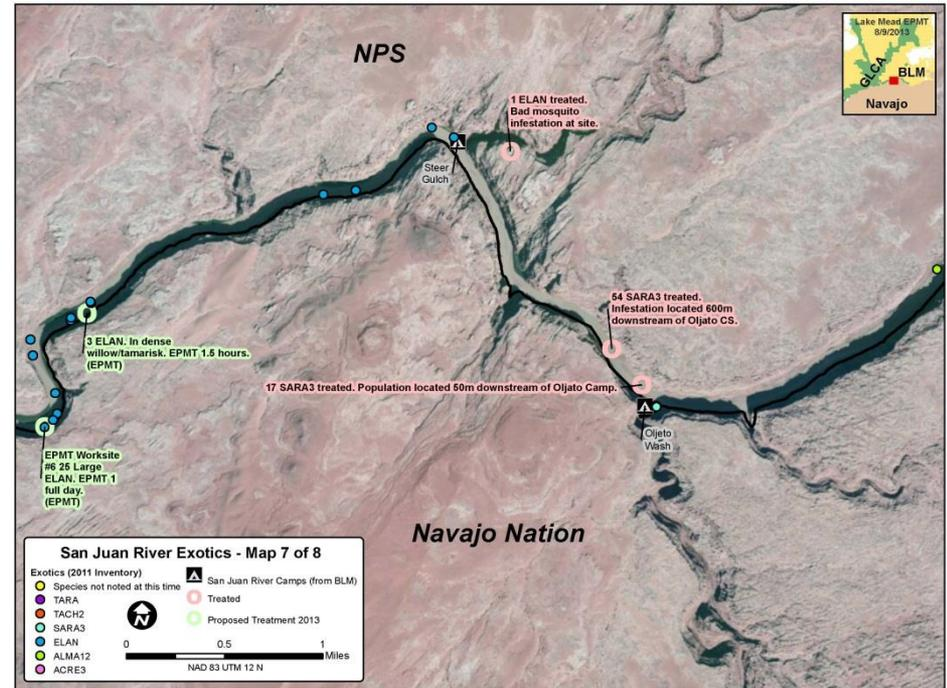 NPS
Lake Mead EPMT
8/9/2013
GLCA
BLM
Navajo
1 ELAN treated.
Bad mosquito
infestation at site.
Steer
Gulch
54 SARA3 treated.
Infestation located 600m
downstream of Oljato CS.
3 ELAN. In dense
willow/tamarisk. EPMT 1.5 hours.
(EPMT)
17 SARA3 treated. Population located 50m downstream of Oljato Camp.
Oljeto
Wash
EPMT Worksite
#6 25 Large
ELAN. EPMT 1
full day.
(EPMT)
Navajo Nation
San Juan River Exotics - Map 7 of 8
Exotics (2011 Inventory)
Species not noted at this time
TARA
TACH2
SARA3
ELAN
ALMA12
ACRE3
San Juan River Camps (from BLM)
Treated
Proposed Treatment 2013
0 0.5 1
Miles
NAD 83 UTM 12 N